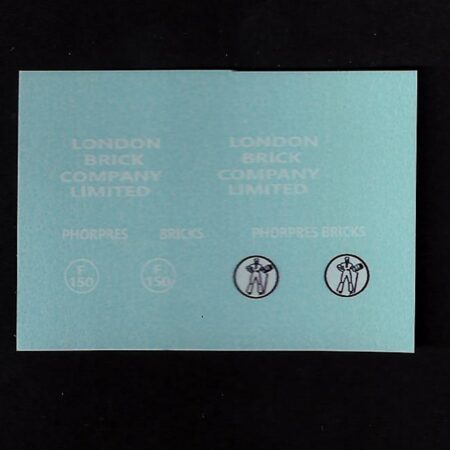 LONDON
BRICK
COMPANY
LIMITED
LONDON
BRICK
COMPANY
LIMITED
PHORPRES BRICKS
PHORPRES BRICKS
F
150
F
150